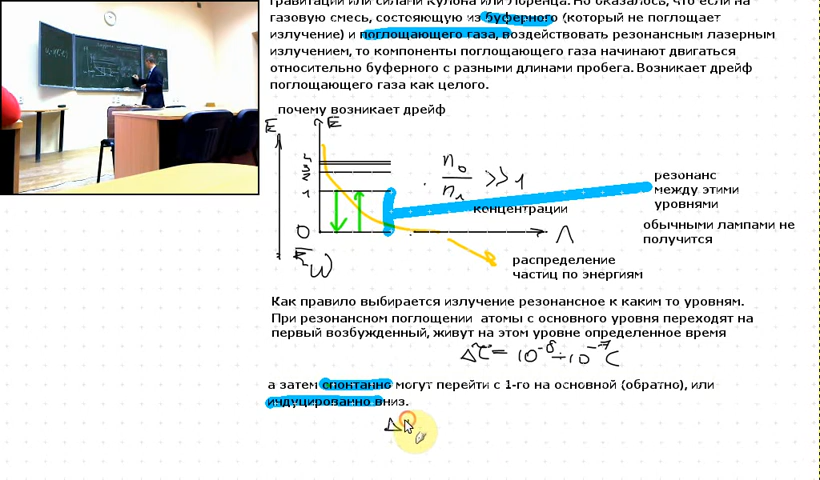 гравитации или силами Кулона или Лоренца. Но оказалось, что если на
газовую смесь, состояющую из буферного (который не поглощает
излучение) и поглощающего газа, воздействовать резонансным лазерным
излучением, то компоненты поглощающего газа начинают двигаться
относительно буферного с разными длинами пробега. Возникает дрейф
поглощающего газа как целого.
почему возникает дрейф
E
E
5
3
2
1
0
n₀
n₁
>> 1
концентрации
Λ
резонанс
между этими
уровнями
обычными лампами не
получится
распределение
частиц по энергиям
Как правило выбирается излучение резонансное к каким то уровням.
При резонансном поглощении атомы с основного уровня переходят на
первый возбужденный, живут на этом уровне определенное время
Δτ = 10⁻⁸ ÷ 10⁻⁷ с
а затем спонтанно могут перейти с 1-го на основной (обратно), или
индуцированно вниз.
Δ